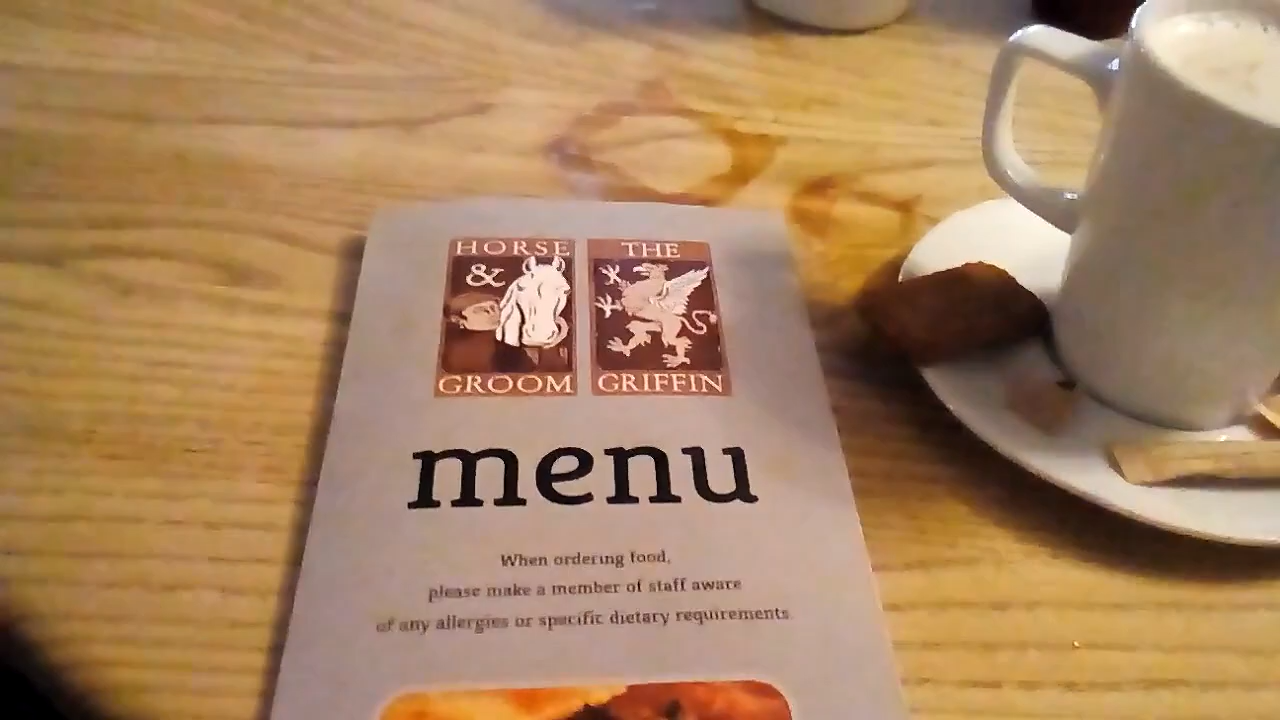 HORSE
&
GROOM
THE
GRIFFIN
menu
When ordering food,
please make a member of staff aware
of any allergies or specific dietary requirements